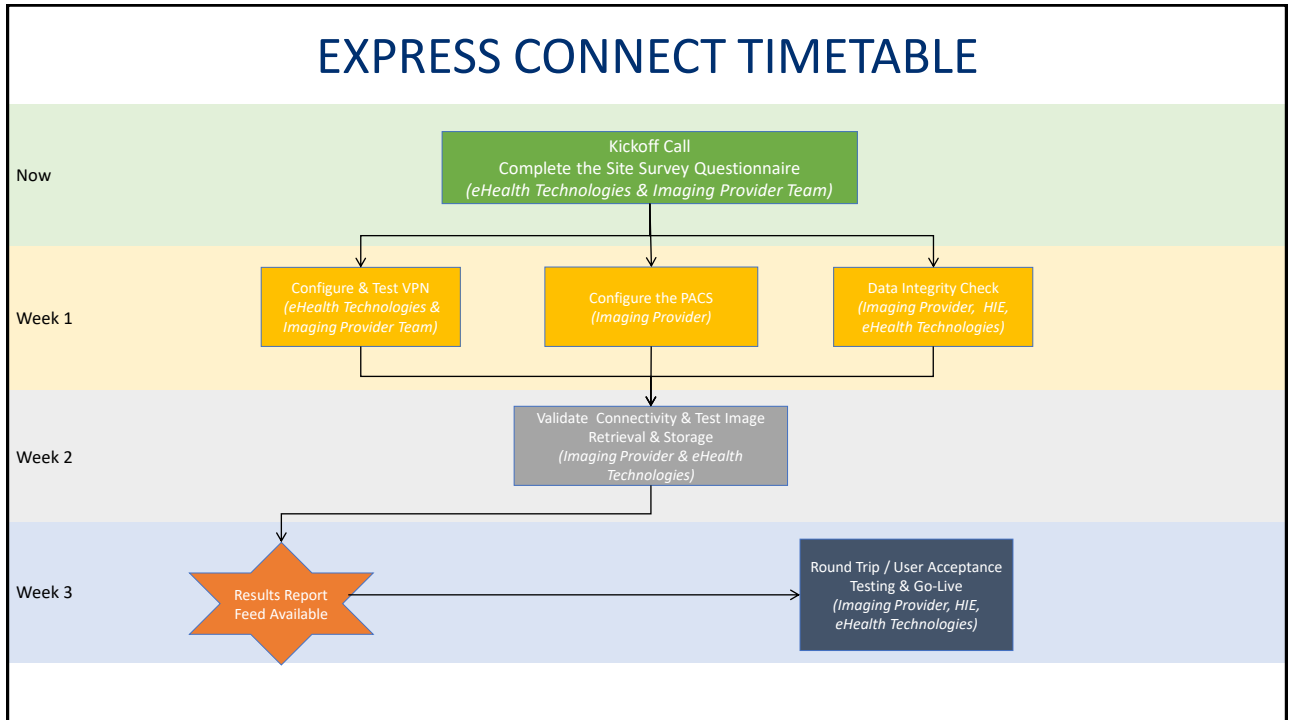 EXPRESS CONNECT TIMETABLE
Now
Kickoff Call
Complete the Site Survey Questionnaire
(eHealth Technologies & Imaging Provider Team)
Week 1
Configure & Test VPN
(eHealth Technologies &
Imaging Provider Team)
Configure the PACS
(Imaging Provider)
Data Integrity Check
(Imaging Provider, HIE,
eHealth Technologies)
Week 2
Validate Connectivity & Test Image
Retrieval & Storage
(Imaging Provider & eHealth
Technologies)
Week 3
Results Report
Feed Available
Round Trip / User Acceptance
Testing & Go-Live
(Imaging Provider, HIE,
eHealth Technologies)